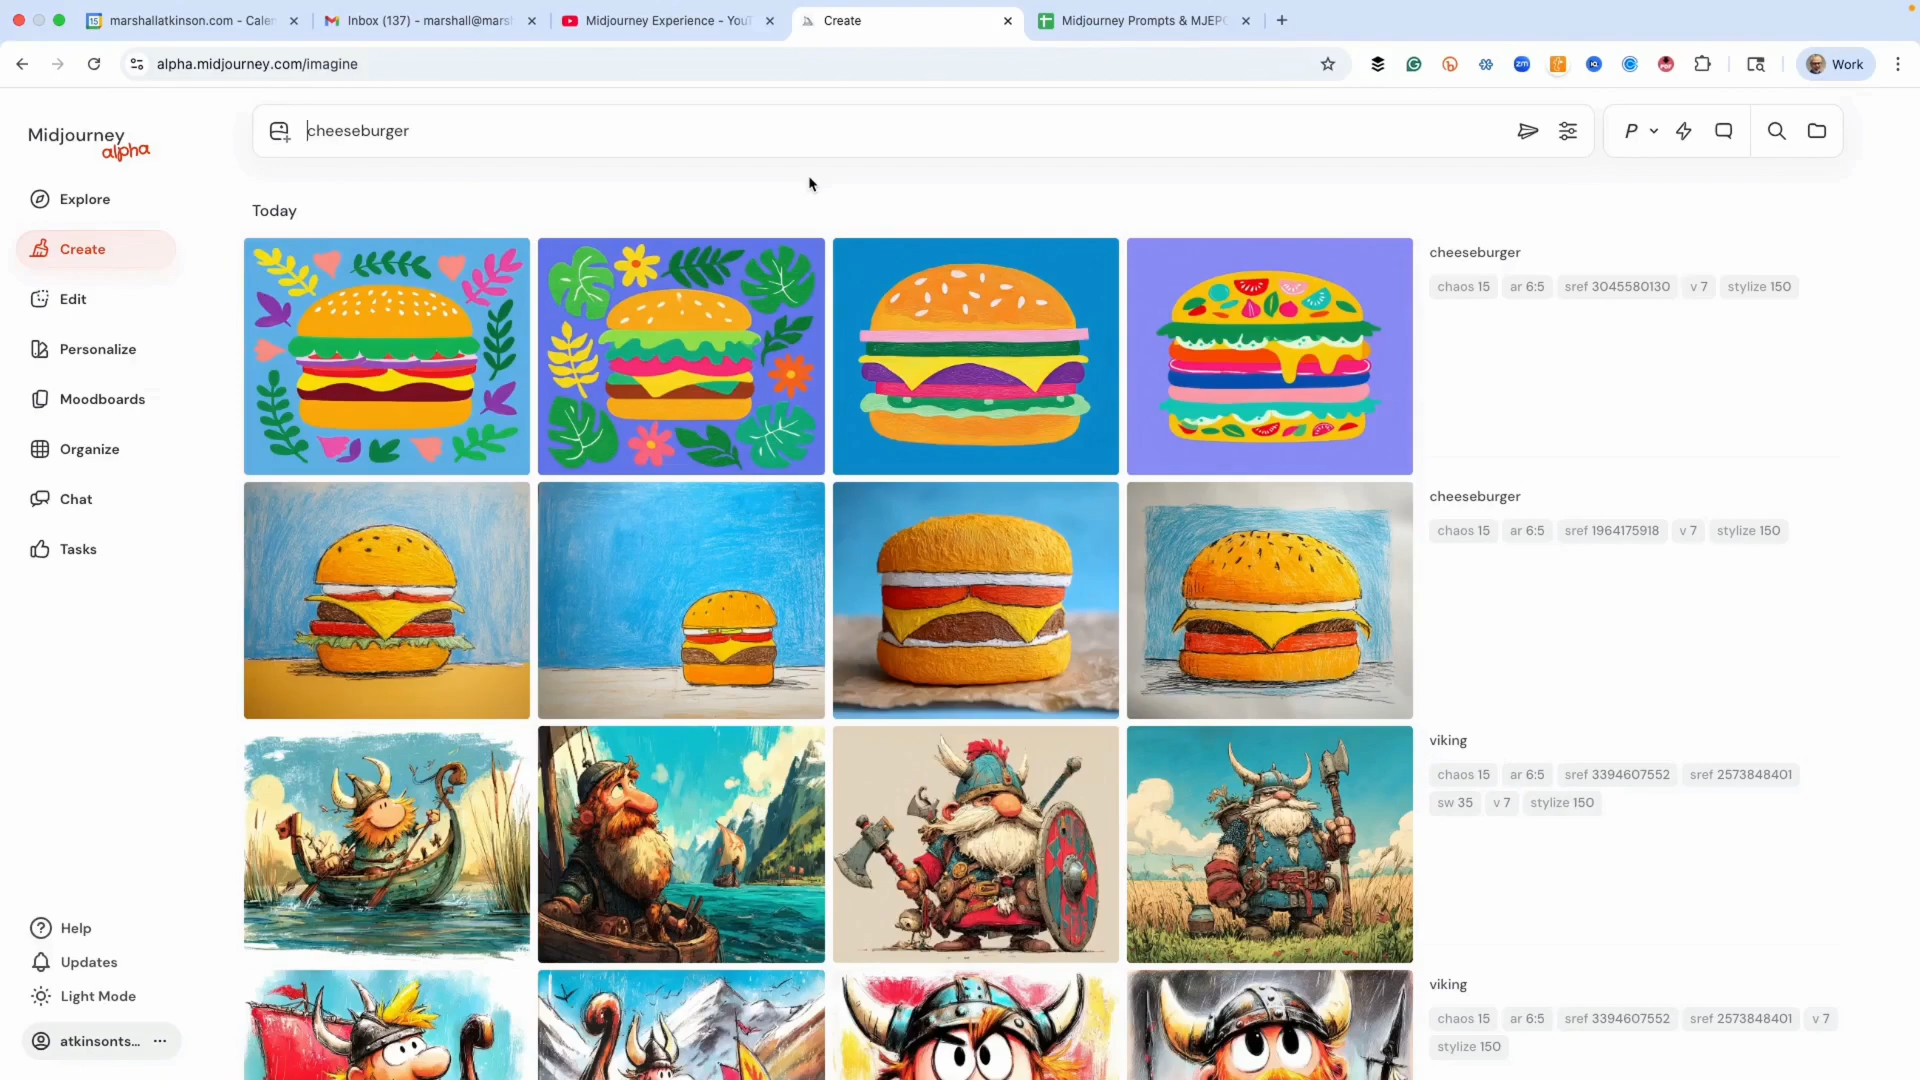 marshallatkinson.com - Calen
Inbox (137) - marshall@mars
Midjourney Experience - YouT
Create
Midjourney Prompts & MJEPC
alpha.midjourney.com/imagine
Work
Midjourney
alpha
cheeseburger
P
Explore
Create
Edit
Personalize
Moodboards
Organize
Chat
Tasks
Help
Updates
Light Mode
atkinsonts...
Today
cheeseburger
chaos 15 ar 6:5 sref 3045580130 v 7 stylize 150
cheeseburger
chaos 15 ar 6:5 sref 1964175918 v 7 stylize 150
viking
chaos 15 ar 6:5 sref 3394607552 sref 2573848401
sw 35 v 7 stylize 150
viking
chaos 15 ar 6:5 sref 3394607552 sref 2573848401 v 7
stylize 150